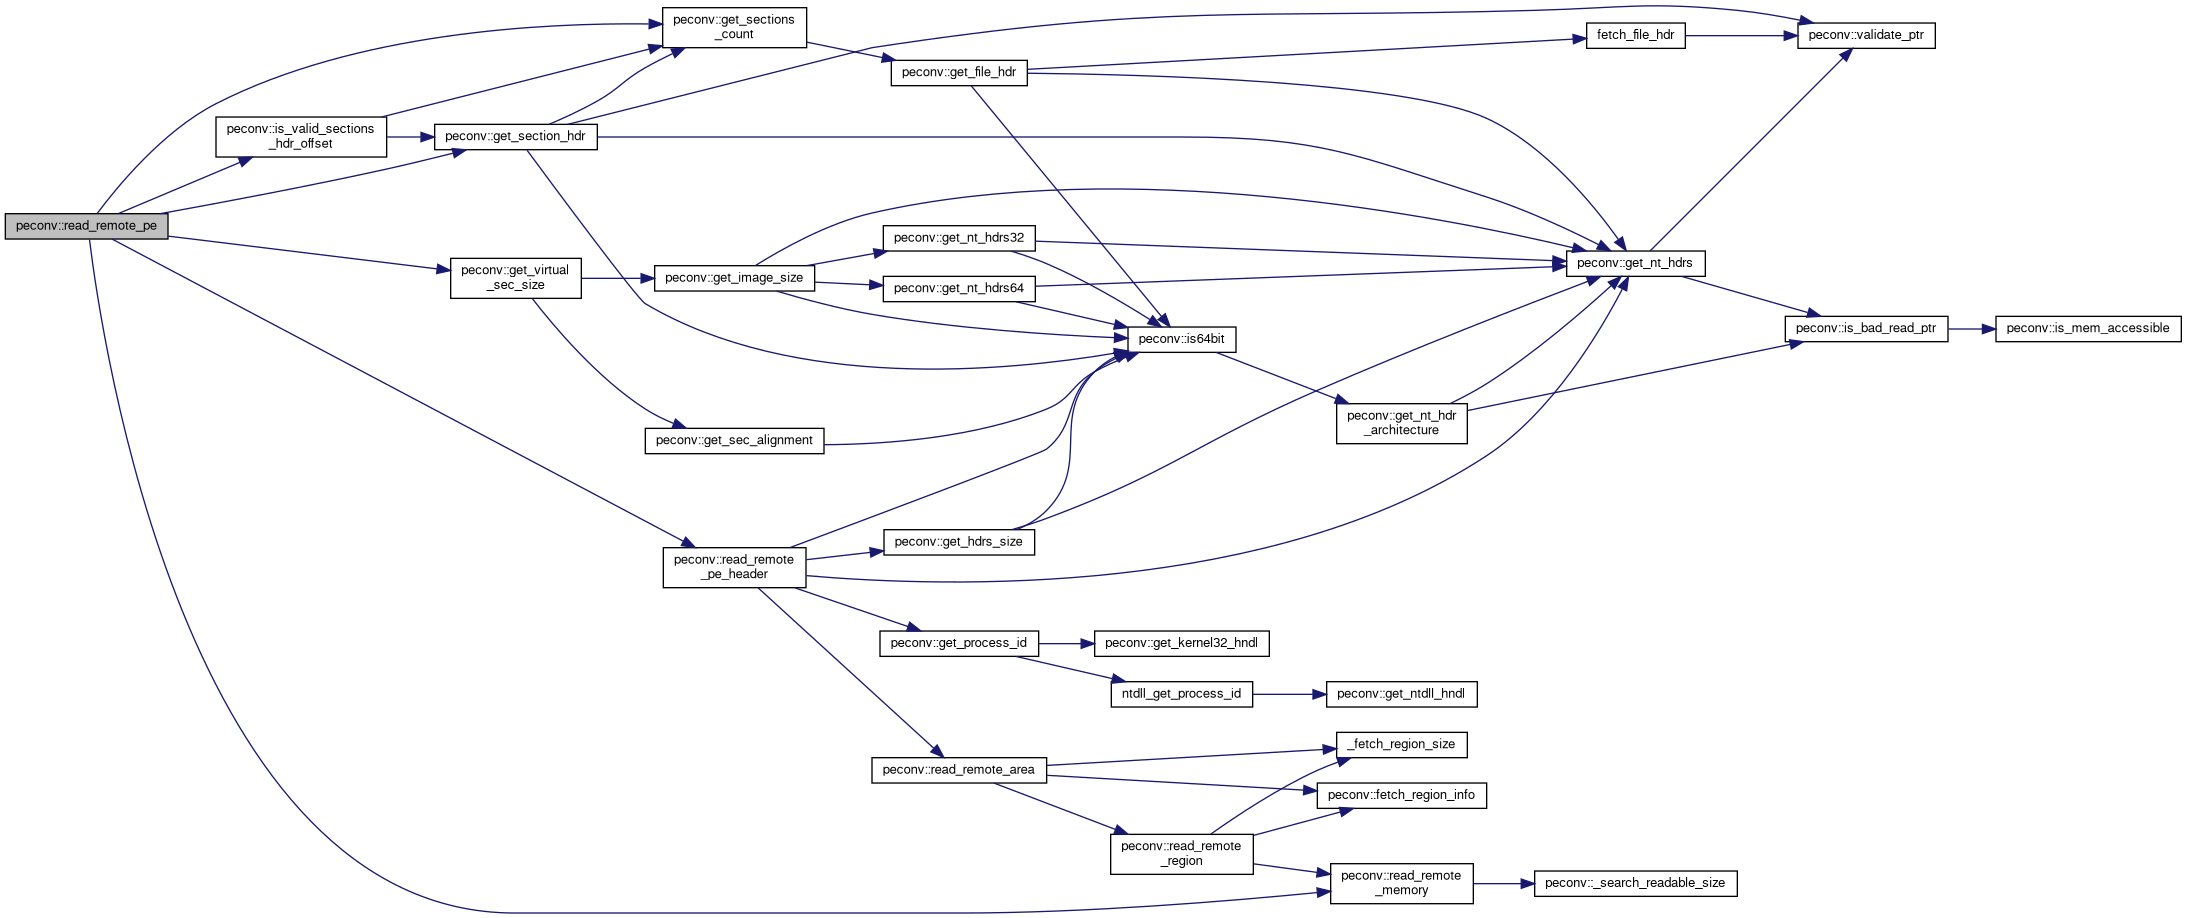 peconv::read_remote_pe
peconv::is_valid_sections
_hdr_offset
peconv::get_section_hdr
peconv::get_virtual
_sec_size
peconv::get_sections
_count
peconv::get_image_size
peconv::get_sec_alignment
peconv::read_remote
_pe_header
peconv::get_file_hdr
peconv::get_nt_hdrs32
peconv::get_nt_hdrs64
peconv::get_hdrs_size
peconv::get_process_id
peconv::read_remote_area
peconv::is64bit
peconv::get_kernel32_hndl
ntdll_get_process_id
peconv::read_remote
_region
peconv::get_nt_hdr
_architecture
peconv::get_ntdll_hndl
_fetch_region_size
peconv::fetch_region_info
peconv::read_remote
_memory
fetch_file_hdr
peconv::get_nt_hdrs
peconv::_search_readable_size
peconv::validate_ptr
peconv::is_bad_read_ptr
peconv::is_mem_accessible